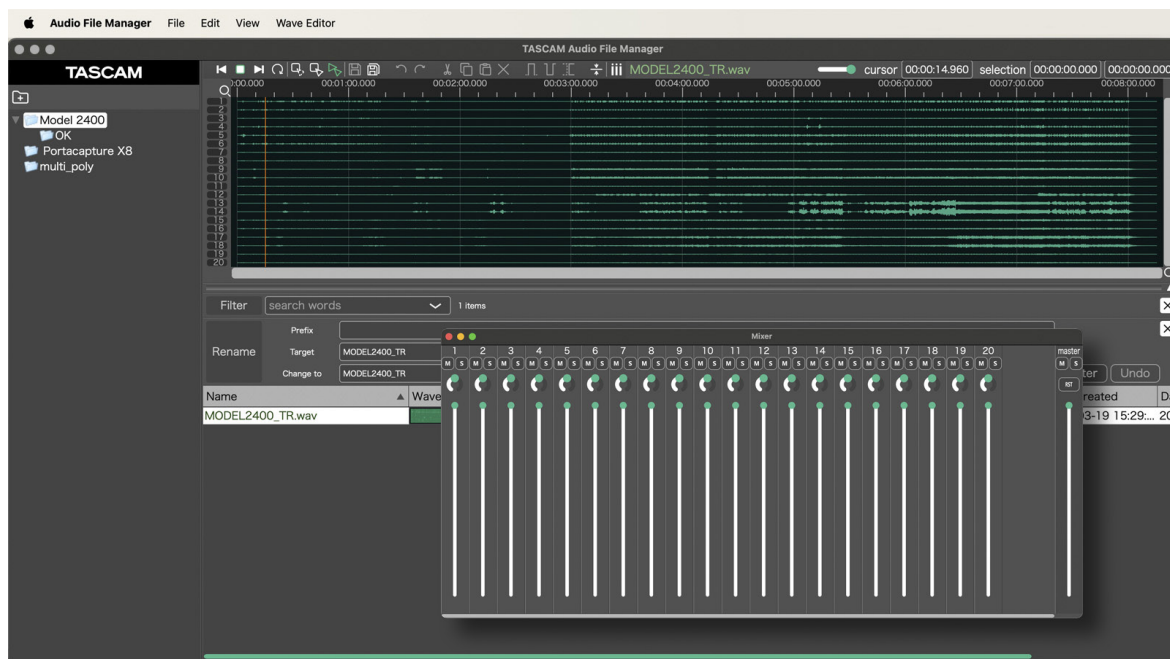 Audio File Manager File Edit View Wave Editor
TASCAM Audio File Manager
TASCAM
MODEL2400_TR.wav cursor 00:00:14.960 selection 00:00:00.000 00:00:00.000
00:01:00.000 00:02:00.000 00:03:00.000 00:04:00.000 00:05:00.000 00:06:00.000 00:07:00.000 00:08:00.000
1
2
3
4
5
6
7
8
9
10
11
12
13
14
15
16
17
18
19
20
Model 2400
OK
Portacapture X8
multi_poly
Filter search words 1 items
Rename
Prefix
Target MODEL2400_TR
Change to MODEL2400_TR
Undo
Name Wave
MODEL2400_TR.wav
03-19 15:29:... 20
Mixer
1 2 3 4 5 6 7 8 9 10 11 12 13 14 15 16 17 18 19 20 master
M S M S M S M S M S M S M S M S M S M S M S M S M S M S M S M S M S M S M S M S M S
RST